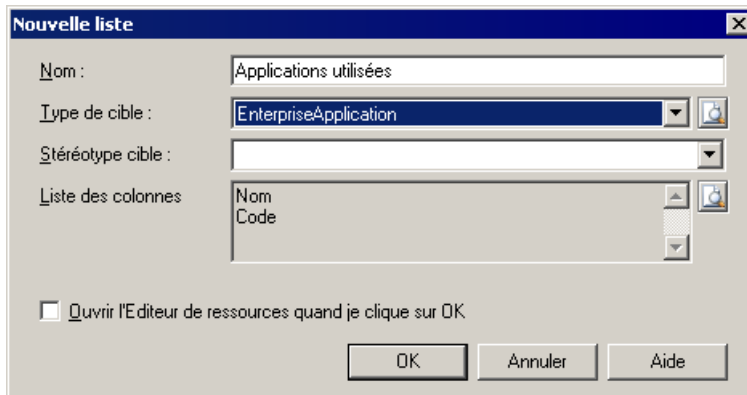 Nouvelle liste
Nom : Applications utilisées
Type de cible : EnterpriseApplication
Stéréotype cible :
Liste des colonnes Nom
Code
Ouvrir l'Editeur de ressources quand je clique sur OK
OK Annuler Aide